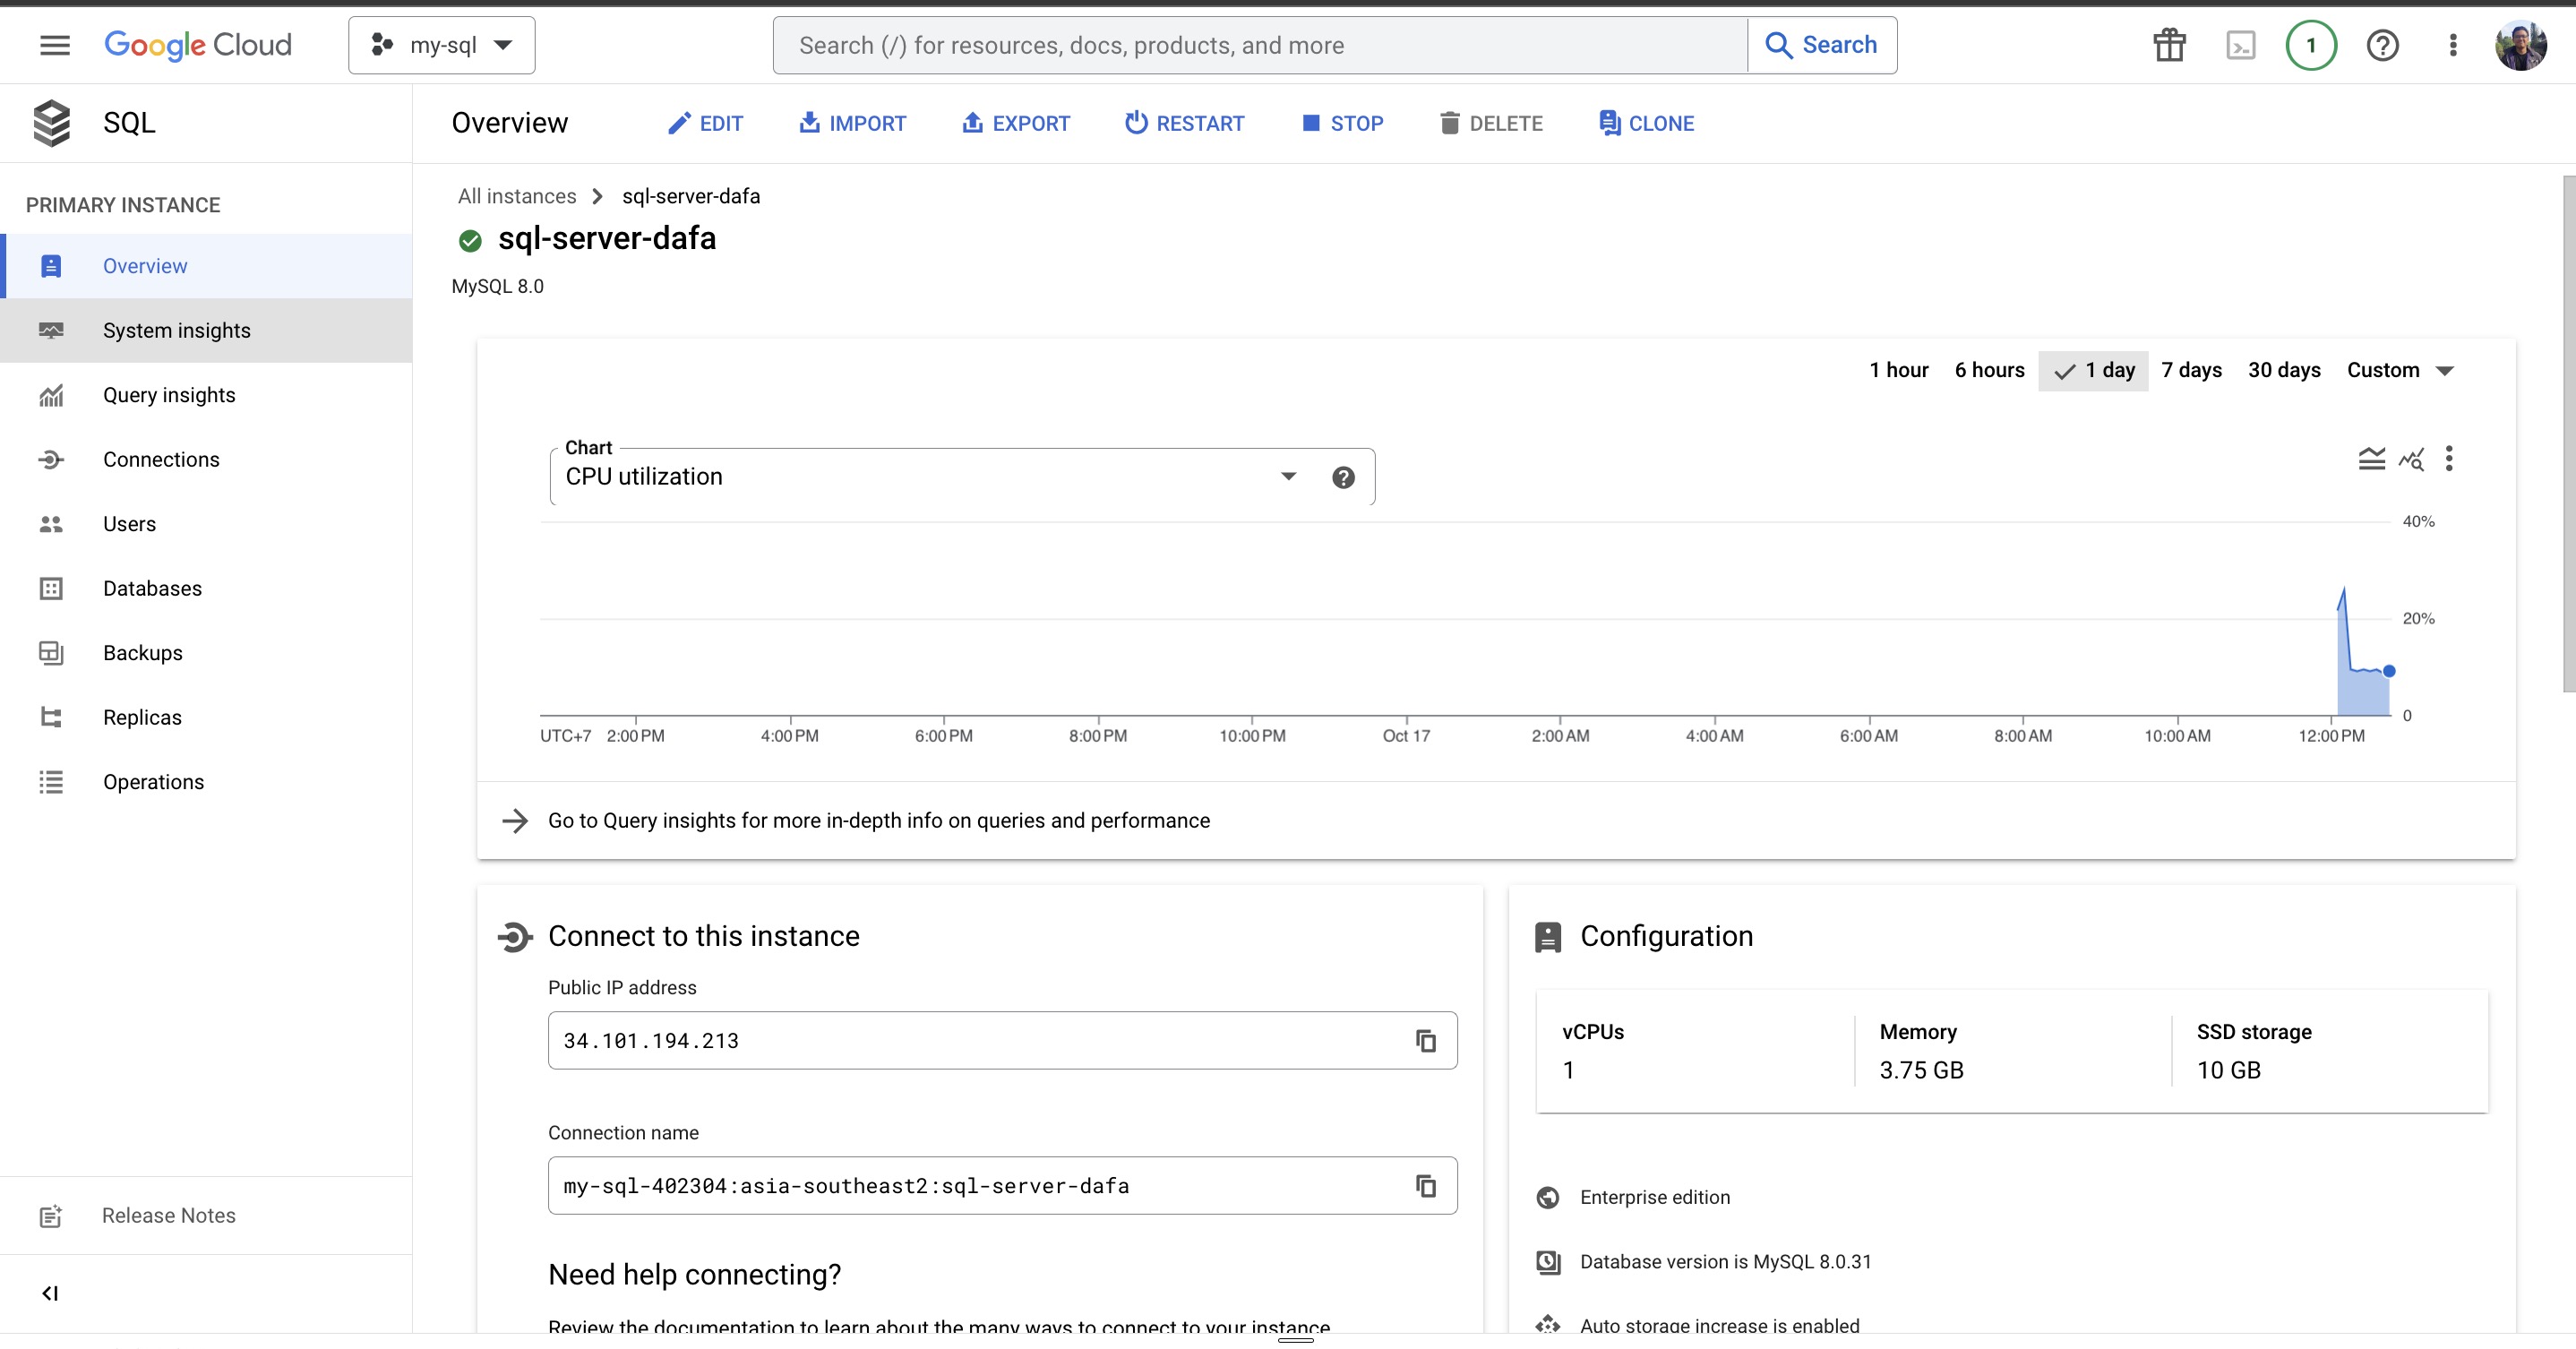 Google Cloud
my-sql
Search (/) for resources, docs, products, and more
Search
1
SQL
Overview
EDIT
IMPORT
EXPORT
RESTART
STOP
DELETE
CLONE
PRIMARY INSTANCE
Overview
System insights
Query insights
Connections
Users
Databases
Backups
Replicas
Operations
Release Notes
All instances
sql-server-dafa
sql-server-dafa
MySQL 8.0
1 hour
6 hours
1 day
7 days
30 days
Custom
Chart
CPU utilization
40%
20%
0
UTC+7 2:00 PM 4:00 PM 6:00 PM 8:00 PM 10:00 PM Oct 17 2:00 AM 4:00 AM 6:00 AM 8:00 AM 10:00 AM 12:00 PM
Go to Query insights for more in-depth info on queries and performance
Connect to this instance
Public IP address
34.101.194.213
Connection name
my-sql-402304:asia-southeast2:sql-server-dafa
Need help connecting?
Review the documentation to learn about the many ways to connect to your instance
Configuration
vCPUs
1
Memory
3.75 GB
SSD storage
10 GB
Enterprise edition
Database version is MySQL 8.0.31
Auto storage increase is enabled